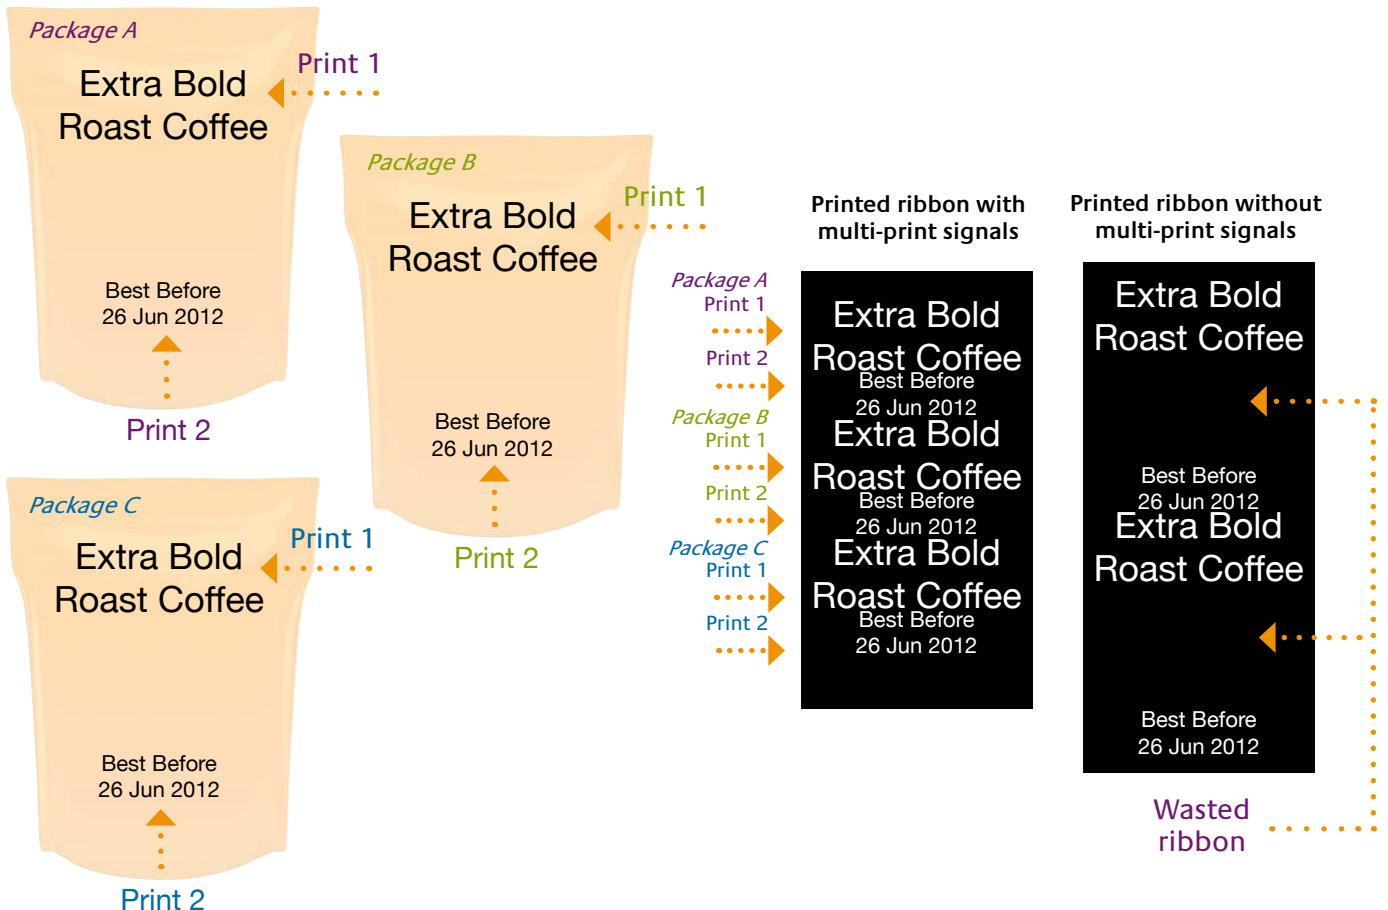 Package A
Extra Bold
Roast Coffee
Print 1
Best Before
26 Jun 2012
Print 2
Package B
Extra Bold
Roast Coffee
Print 1
Best Before
26 Jun 2012
Print 2
Package C
Extra Bold
Roast Coffee
Print 1
Best Before
26 Jun 2012
Print 2
Printed ribbon with
multi-print signals
Package A
Print 1
Print 2
Package B
Print 1
Print 2
Package C
Print 1
Print 2
Extra Bold
Roast Coffee
Best Before
26 Jun 2012
Extra Bold
Roast Coffee
Best Before
26 Jun 2012
Extra Bold
Roast Coffee
Best Before
26 Jun 2012
Printed ribbon without
multi-print signals
Extra Bold
Roast Coffee
Best Before
26 Jun 2012
Extra Bold
Roast Coffee
Best Before
26 Jun 2012
Wasted
ribbon